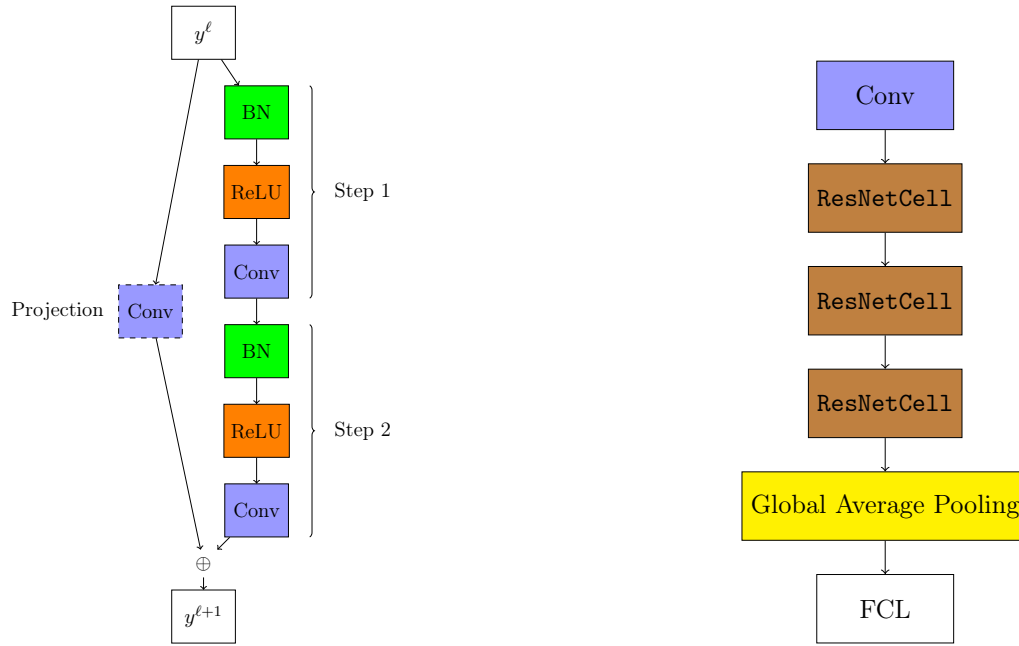 y^ℓ
BN
ReLU
Step 1
Conv
Projection
Conv
BN
ReLU
Step 2
Conv
⊕
y^{ℓ+1}
Conv
ResNetCell
ResNetCell
ResNetCell
Global Average Pooling
FCL